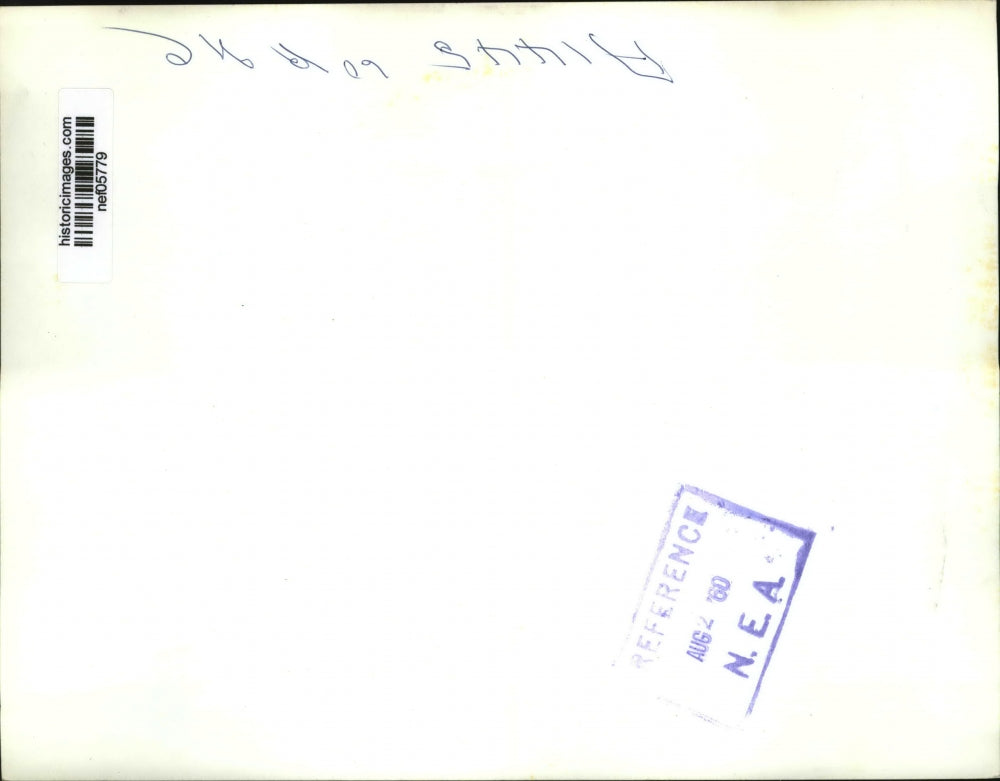 historicimages.com
nef05779
REFERENCE
AUG 2 '60
N. E. A.